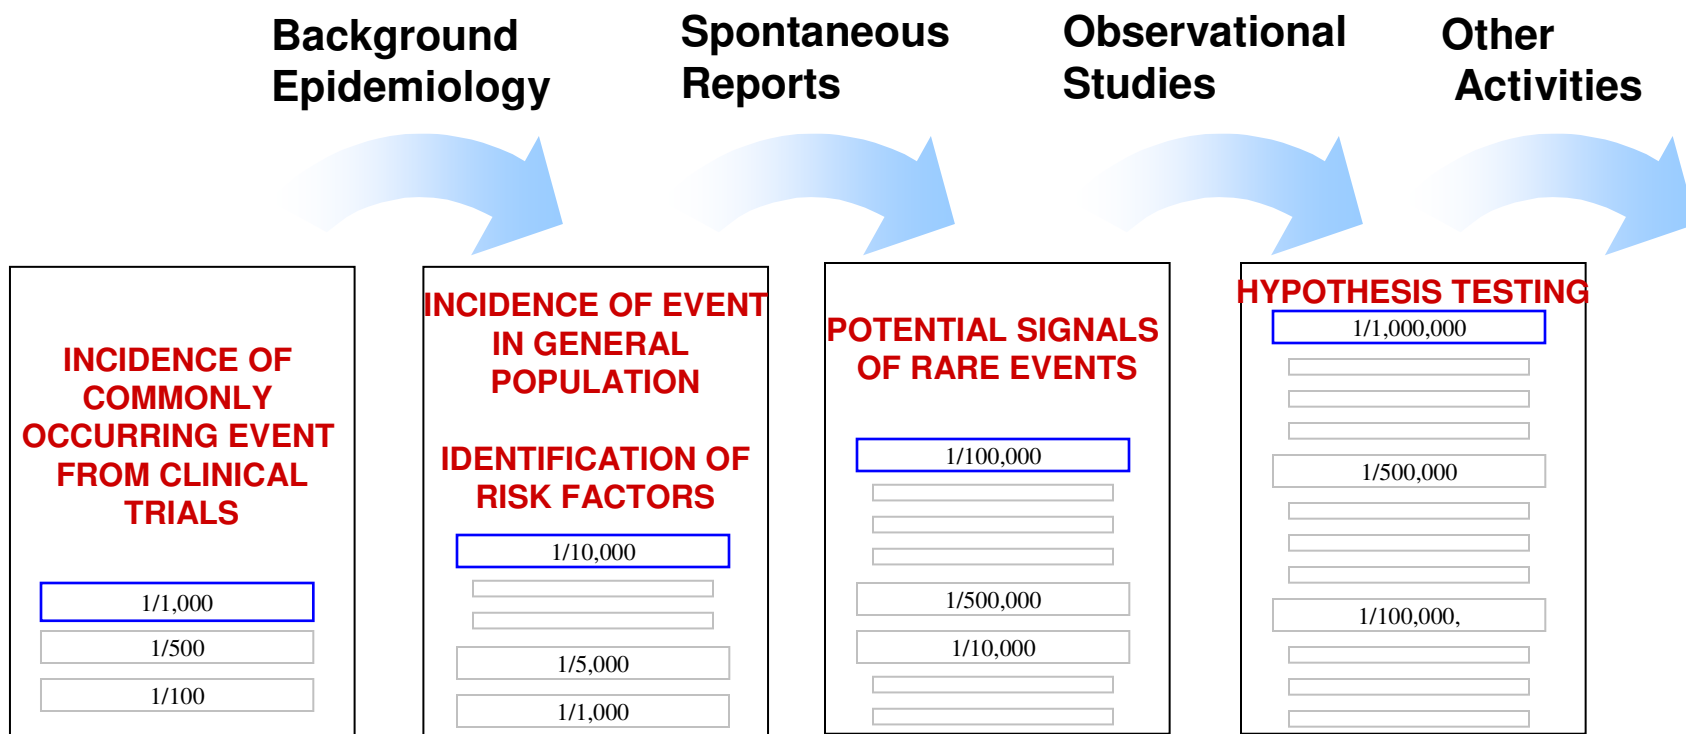 Background
Epidemiology
Spontaneous
Reports
Observational
Studies
Other
Activities
INCIDENCE OF
COMMONLY
OCCURRING EVENT
FROM CLINICAL
TRIALS
1/1,000
1/500
1/100
INCIDENCE OF EVENT
IN GENERAL
POPULATION
IDENTIFICATION OF
RISK FACTORS
1/10,000
1/5,000
1/1,000
POTENTIAL SIGNALS
OF RARE EVENTS
1/100,000
1/500,000
1/10,000
HYPOTHESIS TESTING
1/1,000,000
1/500,000
1/100,000,